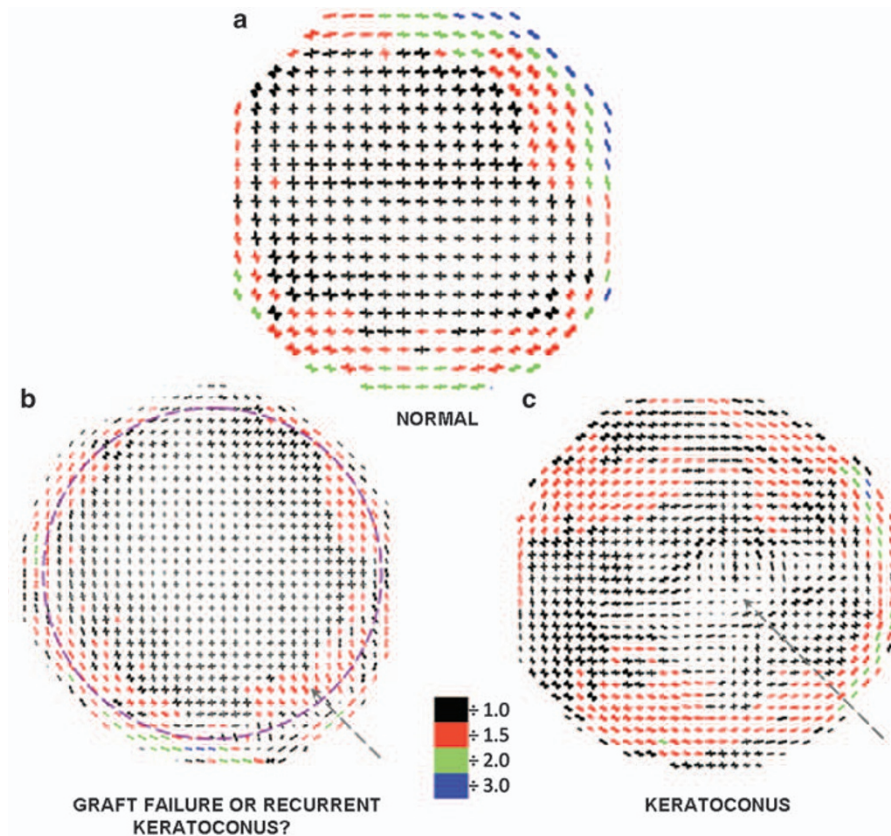 a
NORMAL
b
c
÷ 1.0
÷ 1.5
÷ 2.0
÷ 3.0
GRAFT FAILURE OR RECURRENT
KERATOCONUS?
KERATOCONUS